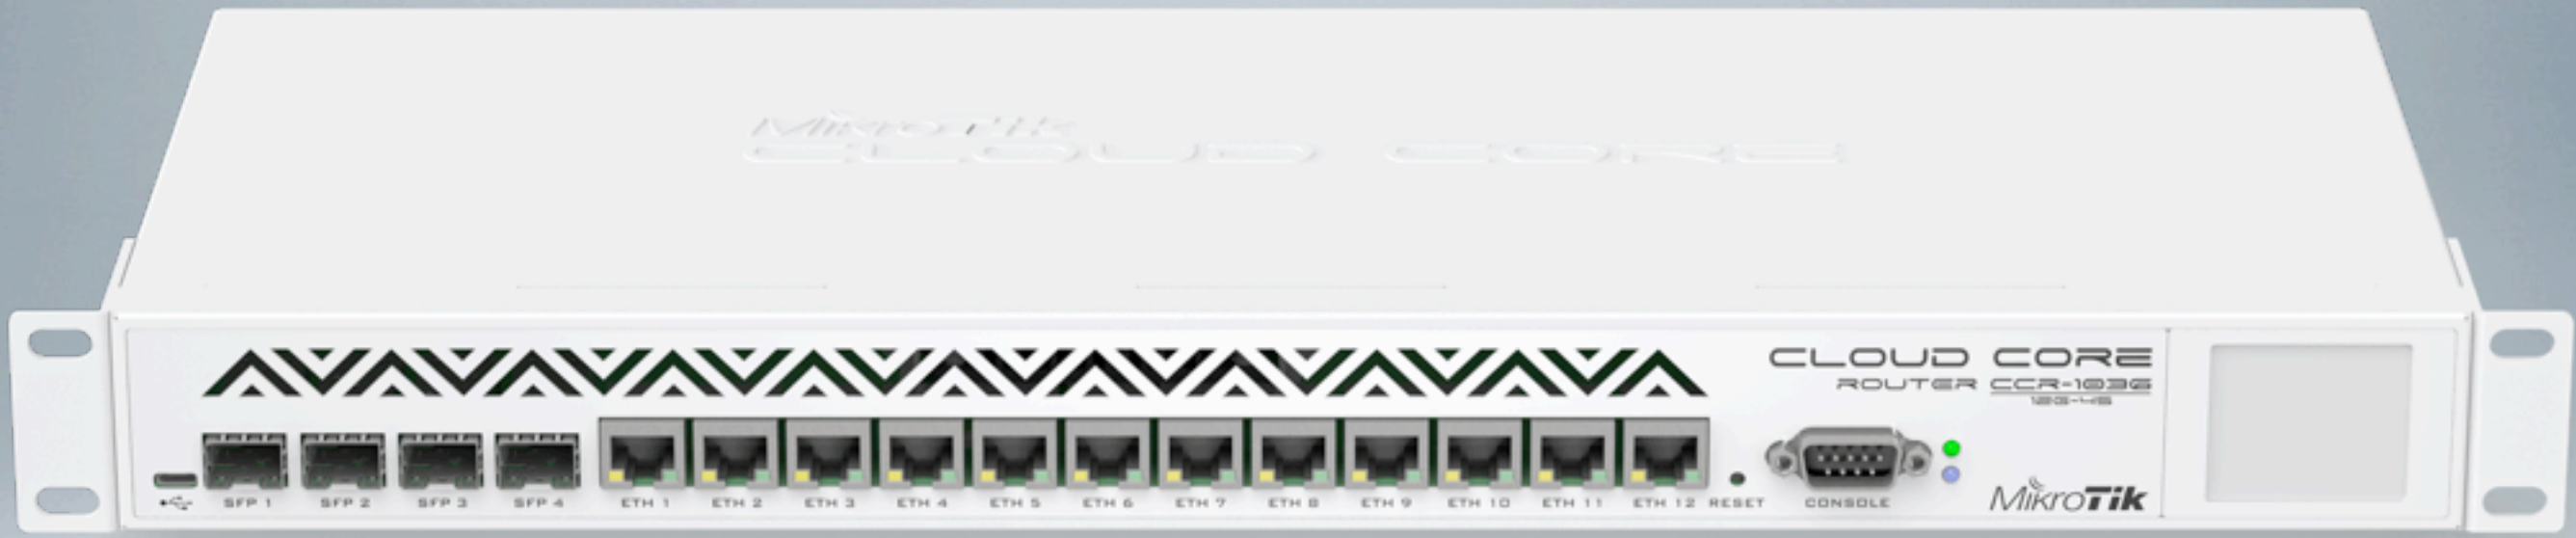 MikroTik
CLOUD CORE
CLOUD CORE
ROUTER CCR-1036
12G-4S
SFP 1 SFP 2 SFP 3 SFP 4 ETH 1 ETH 2 ETH 3 ETH 4 ETH 5 ETH 6 ETH 7 ETH 8 ETH 9 ETH 10 ETH 11 ETH 12 RESET CONSOLE
MikroTik